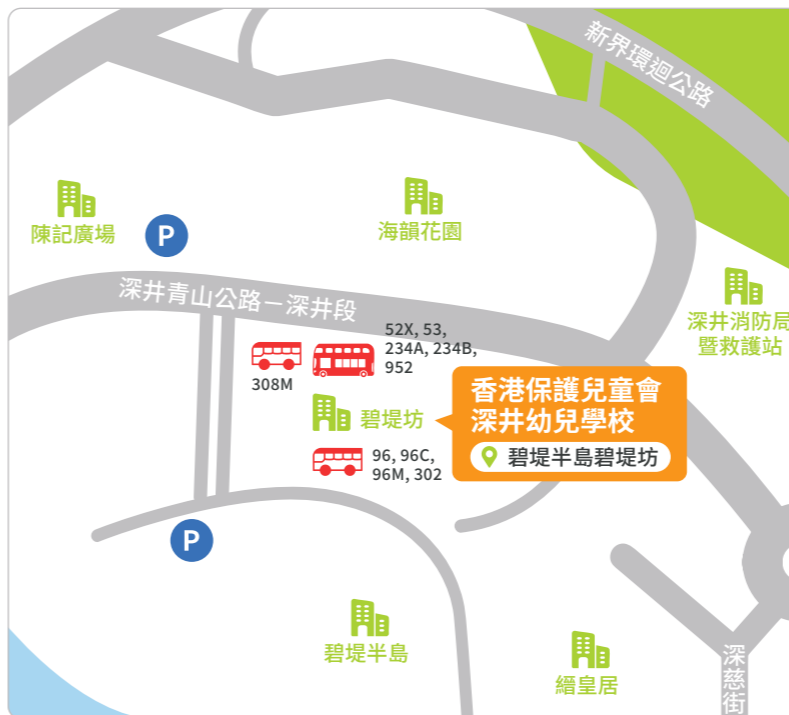 新界環迴公路
陳記廣場
P
海韻花園
深井消防局
暨救護站
深井青山公路－深井段
52X, 53,
234A, 234B,
952
308M
碧堤坊
香港保護兒童會
深井幼兒學校
碧堤半島碧堤坊
96, 96C,
96M, 302
P
碧堤半島
縉皇居
深慈街